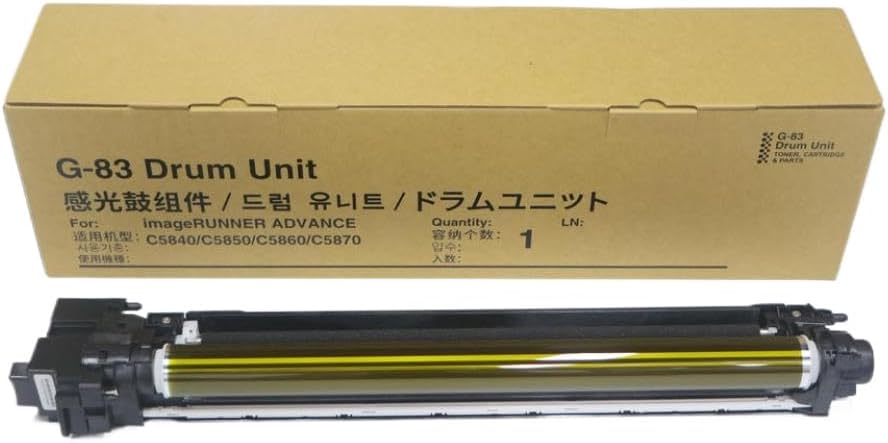 G-83
Drum Unit
TONER, CARTRIDGE
& PARTS
G-83 Drum Unit
感光鼓组件 / 드럼 유니트 / ドラムユニット
For: imageRUNNER ADVANCE Quantity: LN:
适用机型: C5840/C5850/C5860/C5870 容纳个数: 1
사용기종: 입수:
使用機種: 入数: